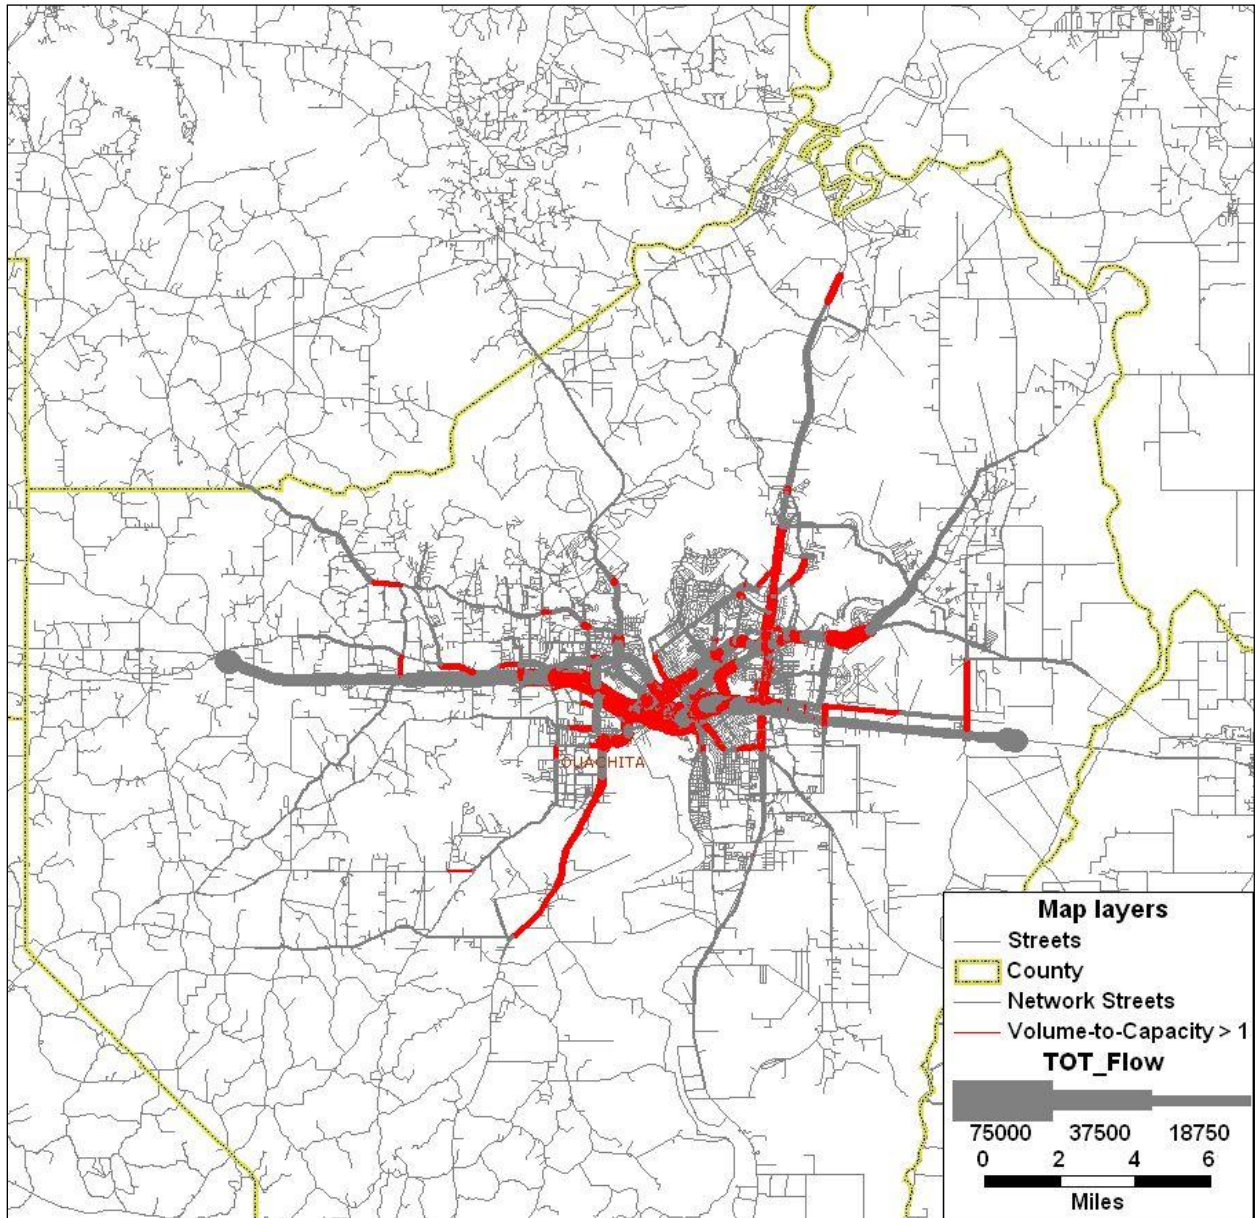 OUACHITA
Map layers
Streets
County
Network Streets
Volume-to-Capacity > 1
TOT_Flow
75000 37500 18750
0 2 4 6
Miles